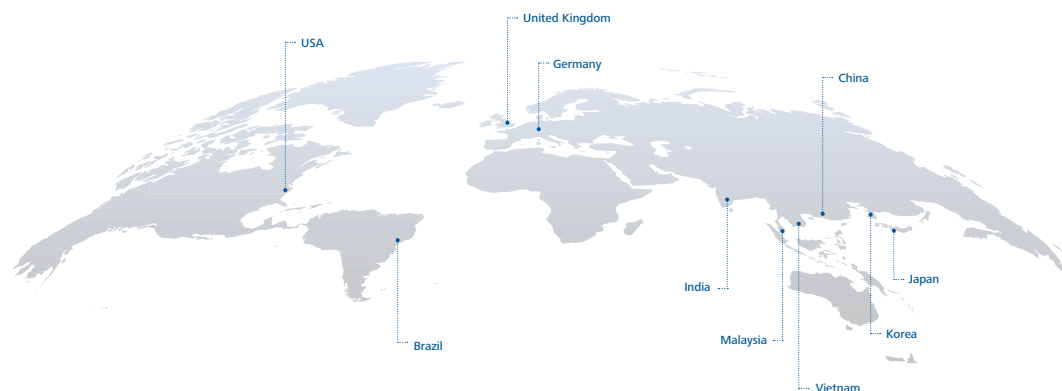 United Kingdom
USA
Germany
China
India
Japan
Korea
Malaysia
Brazil
Vietnam